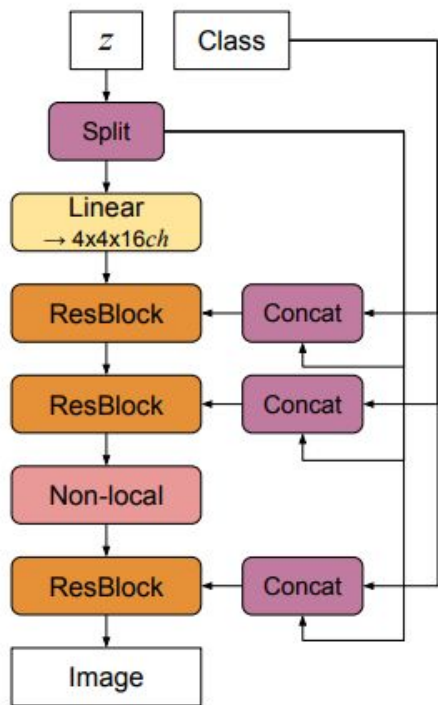 z
Class
Split
Linear
→ 4x4x16ch
ResBlock
Concat
ResBlock
Concat
Non-local
ResBlock
Concat
Image